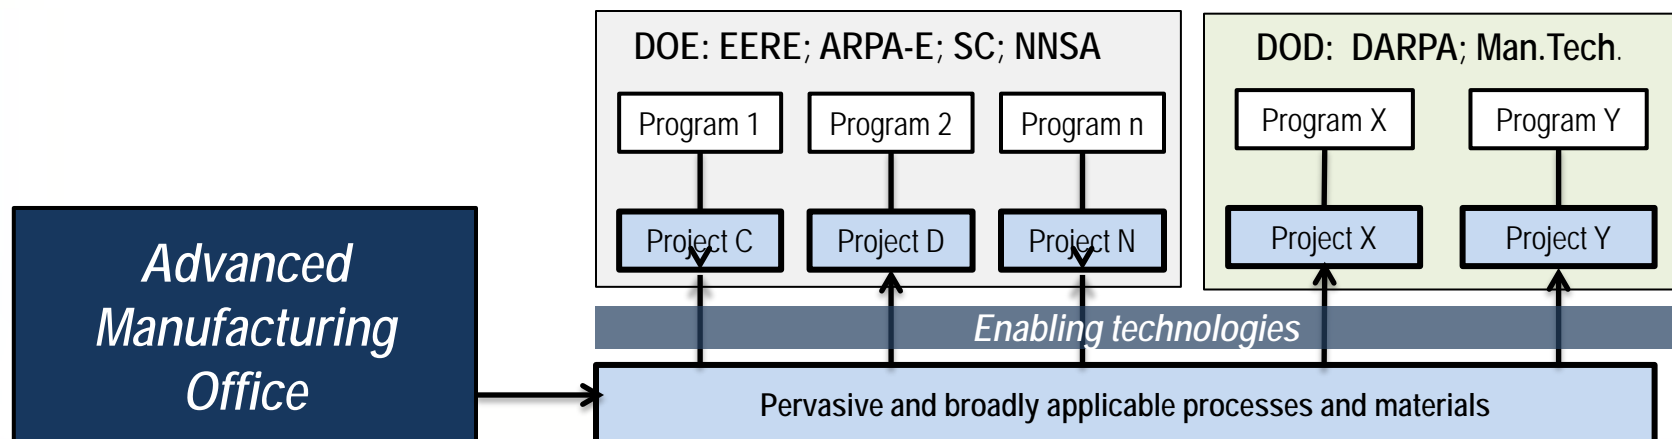 DOE: EERE; ARPA-E; SC; NNSA
DOD: DARPA; Man.Tech.
Program 1
Program 2
Program n
Program X
Program Y
Project C
Project D
Project N
Project X
Project Y
Advanced
Manufacturing
Office
Enabling technologies
Pervasive and broadly applicable processes and materials